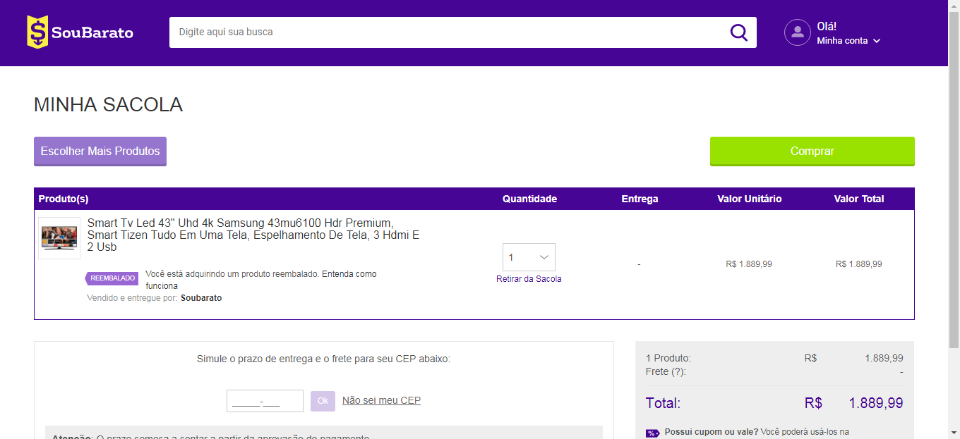 SouBarato
Digite aqui sua busca
Olá!
Minha conta
MINHA SACOLA
Escolher Mais Produtos
Comprar
Produto(s) Quantidade Entrega Valor Unitário Valor Total
Smart Tv Led 43" Uhd 4k Samsung 43mu6100 Hdr Premium,
Smart Tizen Tudo Em Uma Tela, Espelhamento De Tela, 3 Hdmi E
2 Usb
1
- R$ 1.889,99 R$ 1.889,99
REEMBALADO
Você está adquirindo um produto reembalado. Entenda como
funciona
Retirar da Sacola
Vendido e entregue por: Soubarato
Simule o prazo de entrega e o frete para seu CEP abaixo:
_____-___ Ok Não sei meu CEP
Atenção: O prazo começa a contar a partir da aprovação do pagamento.
1 Produto: R$ 1.889,99
Frete (?): -
Total: R$ 1.889,99
% Possui cupom ou vale? Você poderá usá-los na